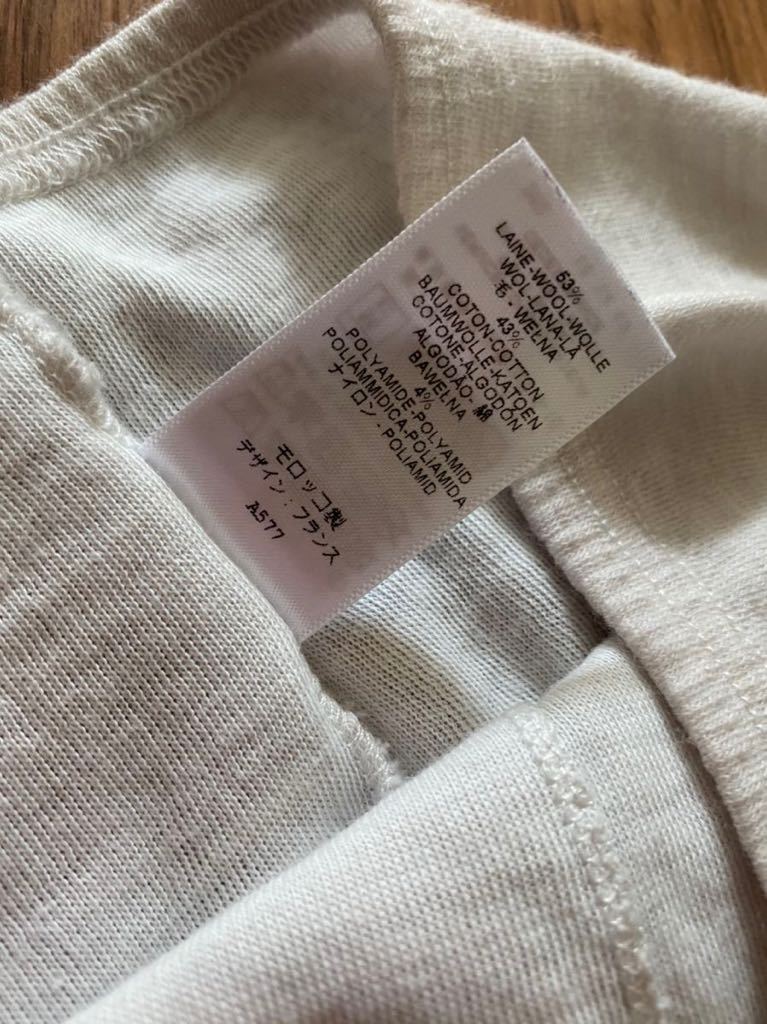 53%
LAINE-WOOL-WOLLE
WOL-LANA-LÃ
毛 - WEŁNA
43%
COTON-COTTON
BAUMWOLLE-KATOEN
COTONE-ALGODÓN
ALGODÃO- 綿
BAWEŁNA
4%
POLYAMIDE-POLYAMID
POLIAMMIDICA-POLIAMIDA
ナイロン - POLIAMID
モロッコ製
デザイン：フランス
A577